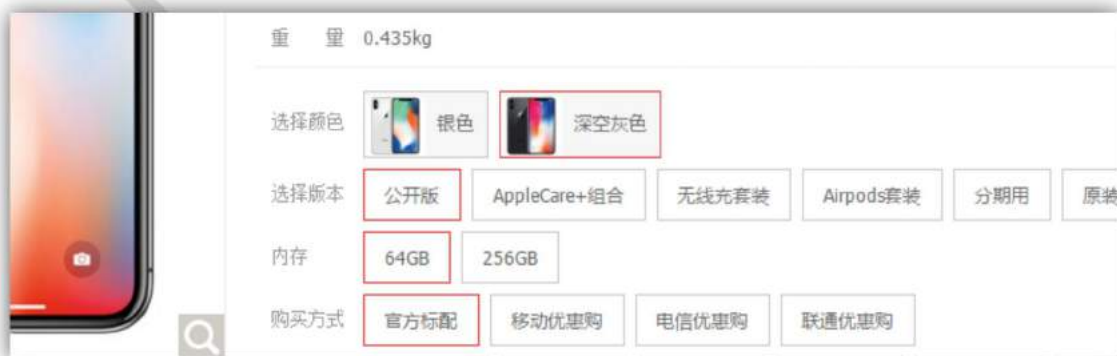 重 量 0.435kg
选择颜色 银色 深空灰色
选择版本 公开版 AppleCare+组合 无线充套装 Airpods套装 分期用 原装
内存 64GB 256GB
购买方式 官方标配 移动优惠购 电信优惠购 联通优惠购